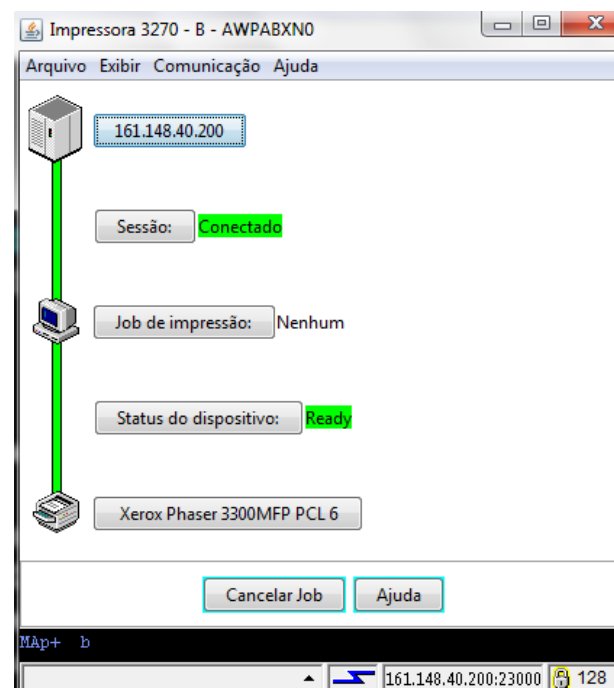 Impressora 3270 - B - AWPABXN0
Arquivo Exibir Comunicação Ajuda
161.148.40.200
Sessão: Conectado
Job de impressão: Nenhum
Status do dispositivo: Ready
Xerox Phaser 3300MFP PCL 6
Cancelar Job Ajuda
MAp+ b
161.148.40.200:23000 128